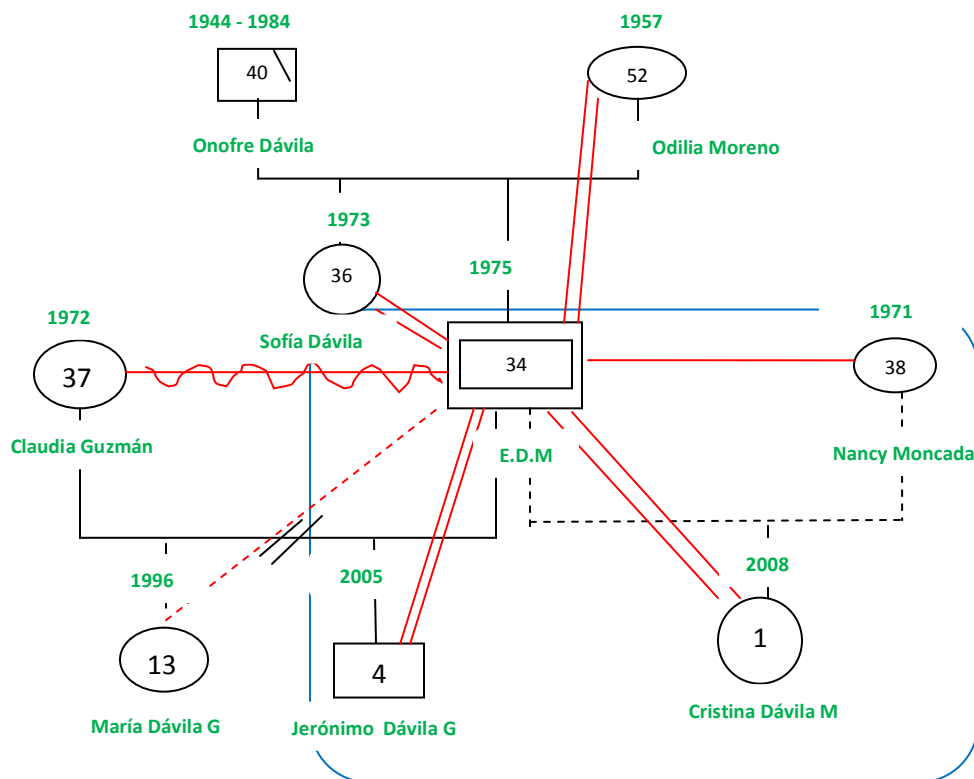 1944 - 1984
1957
40
52
Onofre Dávila
Odilia Moreno
1973
36
1975
1972
1971
Sofía Dávila
34
37
38
Claudia Guzmán
E.D.M
Nancy Moncada
1996
2005
2008
13
4
1
María Dávila G
Jerónimo Dávila G
Cristina Dávila M